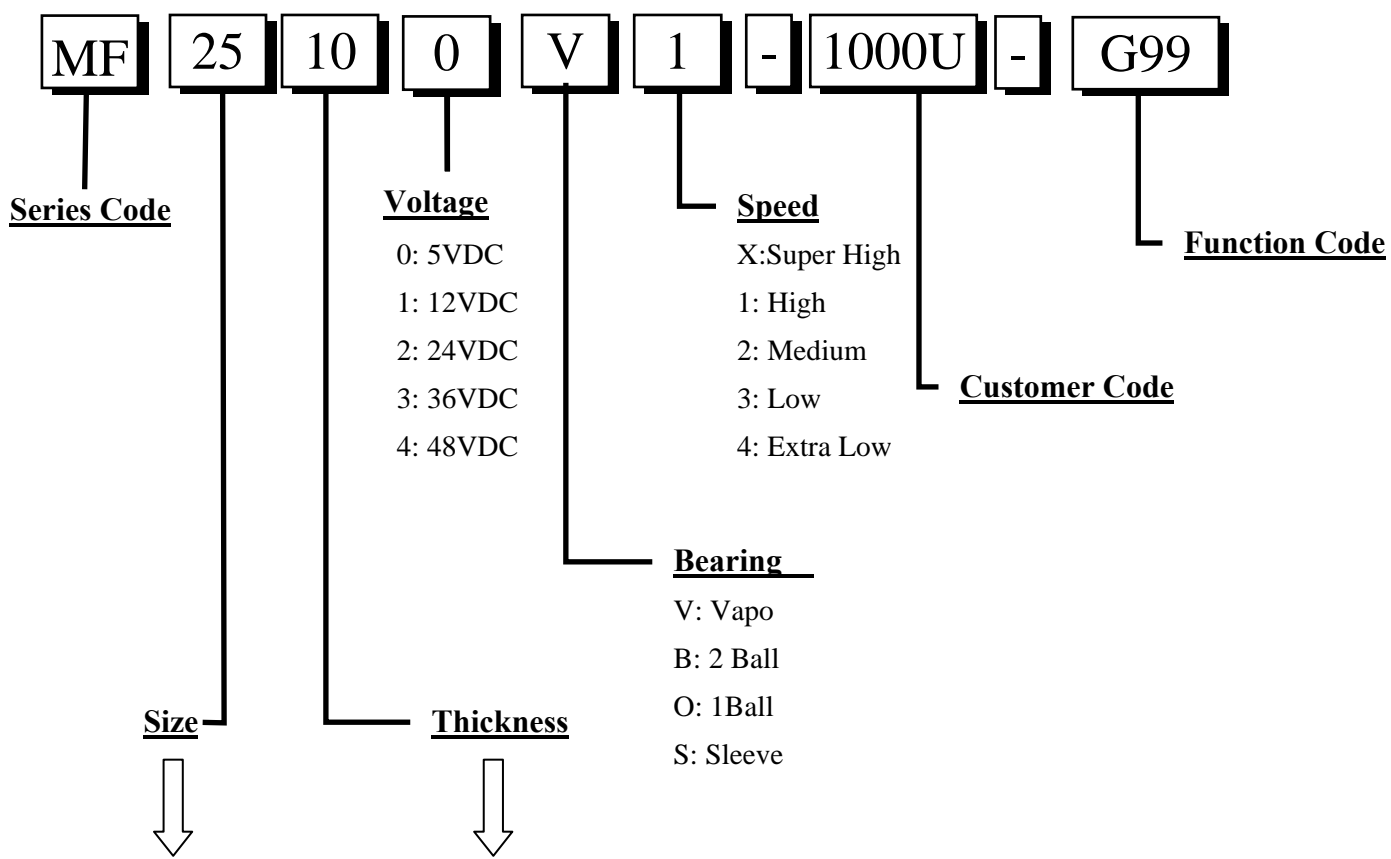 MF 25 10 0 V 1 - 1000U - G99
Series Code
Voltage
0: 5VDC
1: 12VDC
2: 24VDC
3: 36VDC
4: 48VDC
Speed
X:Super High
1: High
2: Medium
3: Low
4: Extra Low
Function Code
Customer Code
Bearing
V: Vapo
B: 2 Ball
O: 1Ball
S: Sleeve
Size
Thickness